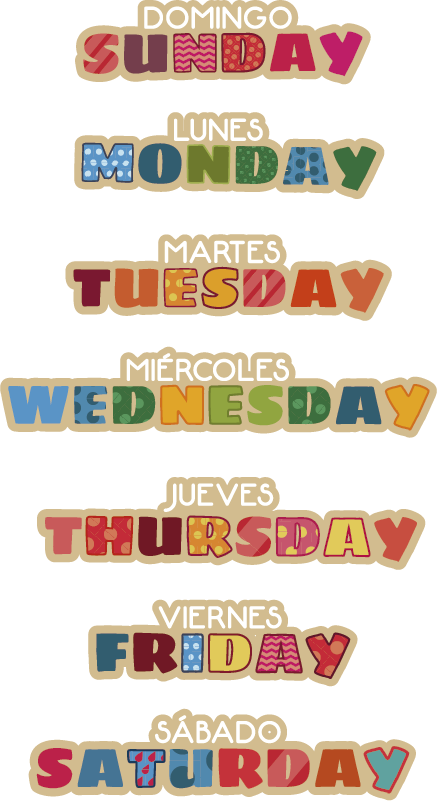 DOMINGO
SUNDAY
LUNES
MONDAY
MARTES
TUESDAY
MIÉRCOLES
WEDNESDAY
JUEVES
THURSDAY
VIERNES
FRIDAY
SÁBADO
SATURDAY